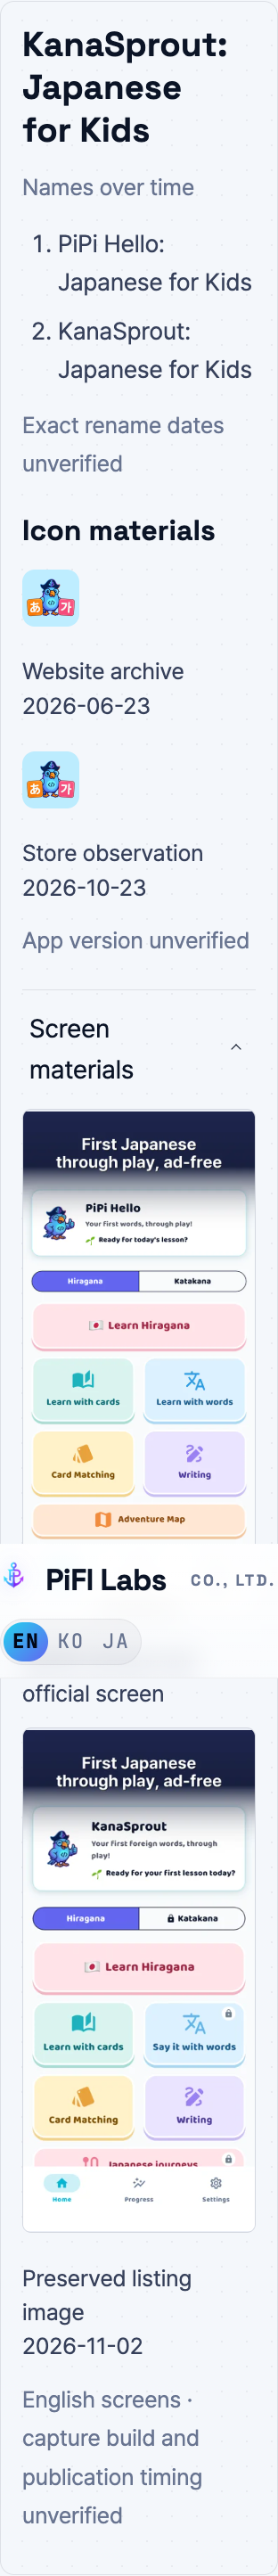 KanaSprout:
Japanese
for Kids
Names over time
1. PiPi Hello:
Japanese for Kids
2. KanaSprout:
Japanese for Kids
Exact rename dates
unverified
Icon materials
あ 가
Website archive
2026-06-23
あ 가
Store observation
2026-10-23
App version unverified
Screen
materials
First Japanese
through play, ad-free
PiPi Hello
Your first words, through play!
Ready for today's lesson?
Hiragana Katakana
Learn Hiragana
Learn with cards Learn with words
Card Matching Writing
Adventure Map
PiFl Labs CO., LTD.
EN KO JA
official screen
First Japanese
through play, ad-free
KanaSprout
Your first foreign words, through
play!
Ready for your first lesson today?
Hiragana Katakana
Learn Hiragana
Learn with cards Say it with words
Card Matching Writing
Japanese journeys
Home Progress Settings
Preserved listing
image
2026-11-02
English screens ·
capture build and
publication timing
unverified